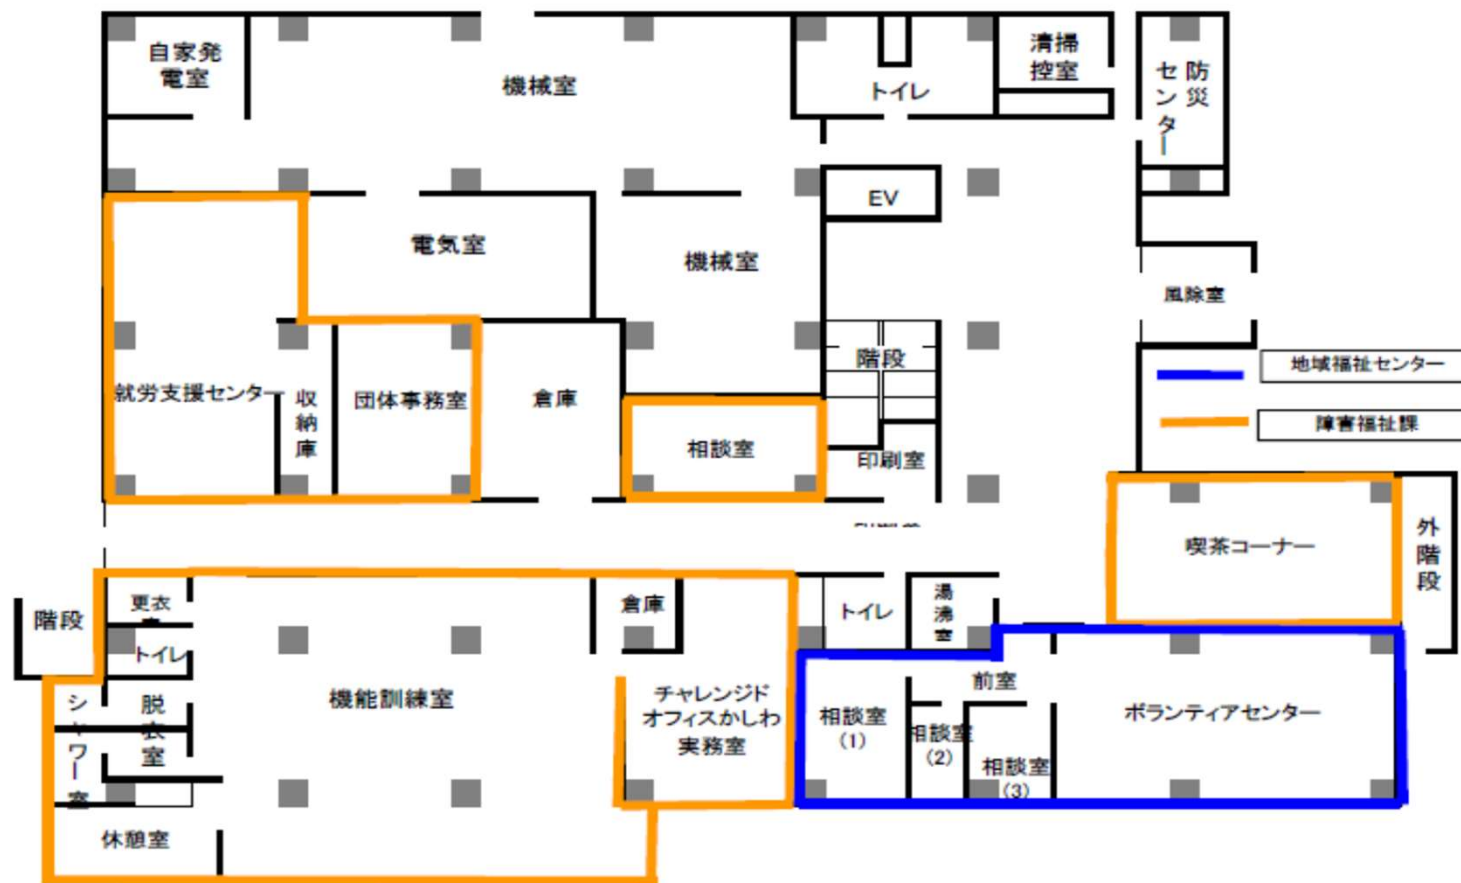 自家発
電室
機械室
トイレ
清掃
控室
防災
センター
EV
電気室
機械室
風除室
階段
地域福祉センター
就労支援センター
収納庫
団体事務室
倉庫
相談室
印刷室
障害福祉課
喫茶コーナー
外階段
階段
更衣
倉庫
トイレ
湯沸室
トイレ
シャワー室
脱衣室
機能訓練室
チャレンジド
オフィスかしわ
実務室
前室
相談室
(1)
相談室
(2)
相談室
(3)
ボランティアセンター
休憩室